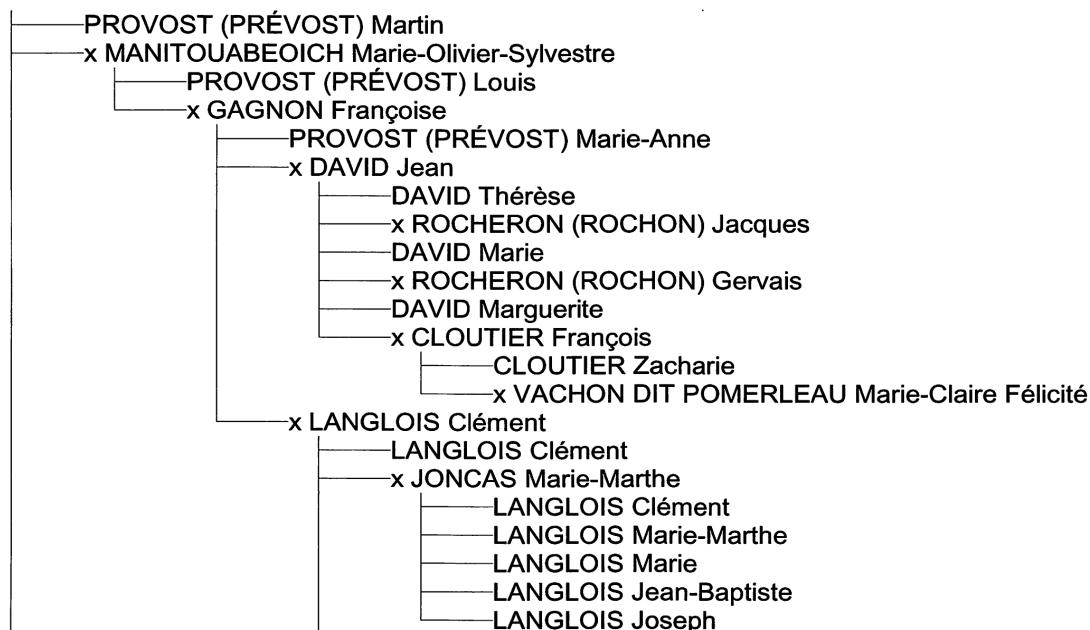 PROVOST (PRÉVOST) Martin
x MANITOUABEOICH Marie-Olivier-Sylvestre
PROVOST (PRÉVOST) Louis
x GAGNON Françoise
PROVOST (PRÉVOST) Marie-Anne
x DAVID Jean
DAVID Thérèse
x ROCHERON (ROCHON) Jacques
DAVID Marie
x ROCHERON (ROCHON) Gervais
DAVID Marguerite
x CLOUTIER François
CLOUTIER Zacharie
x VACHON DIT POMERLEAU Marie-Claire Félicité
x LANGLOIS Clément
LANGLOIS Clément
x JONCAS Marie-Marthe
LANGLOIS Clément
LANGLOIS Marie-Marthe
LANGLOIS Marie
LANGLOIS Jean-Baptiste
LANGLOIS Joseph